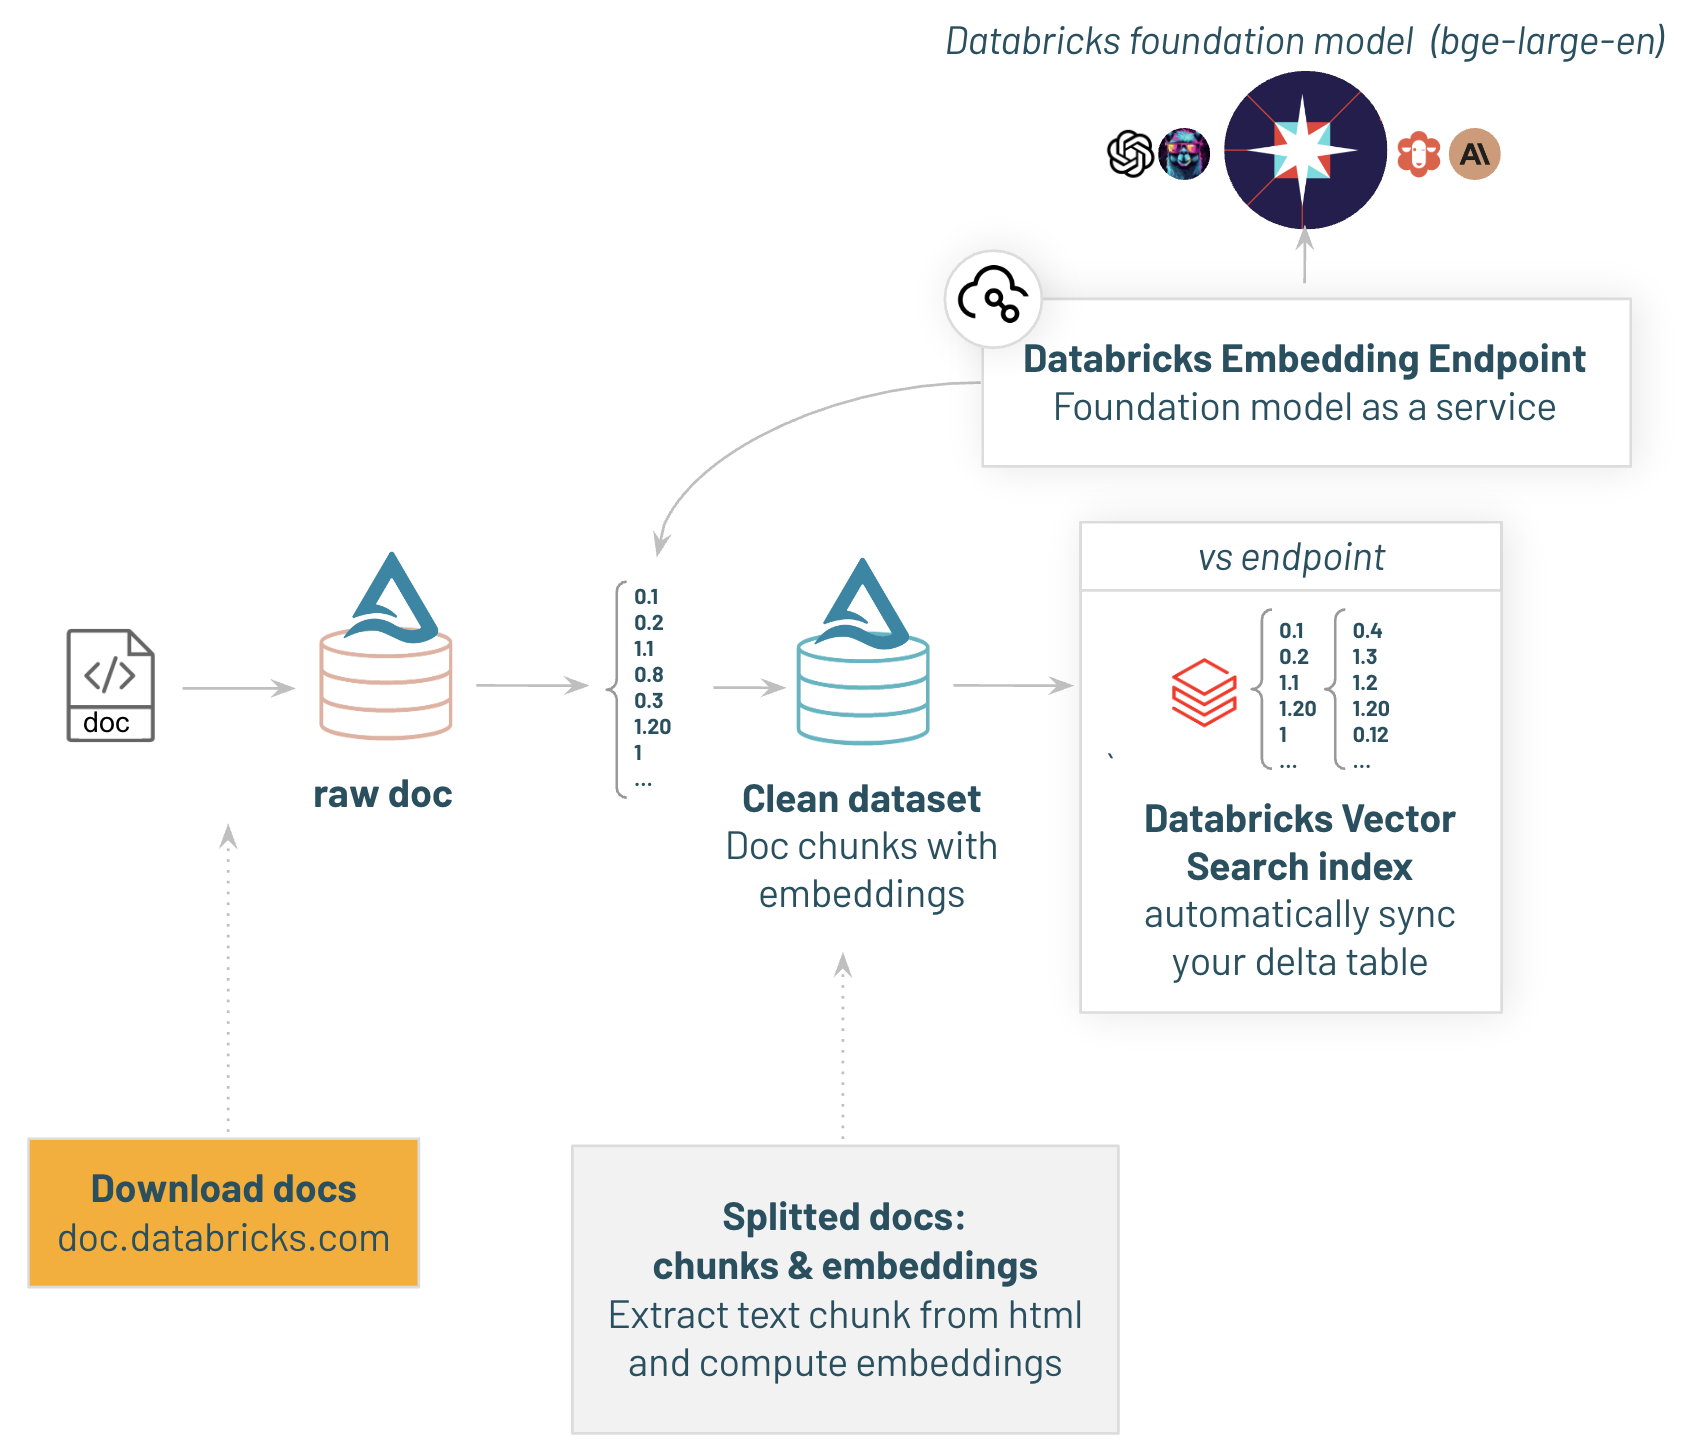 Databricks foundation model (bge-large-en)
AI
Databricks Embedding Endpoint
Foundation model as a service
doc
raw doc
0.1
0.2
1.1
0.8
0.3
1.20
1
...
Clean dataset
Doc chunks with
embeddings
vs endpoint
0.1
0.2
1.1
1.20
1
...
0.4
1.3
1.2
1.20
0.12
...
`
Databricks Vector
Search index
automatically sync
your delta table
Download docs
doc.databricks.com
Splitted docs:
chunks & embeddings
Extract text chunk from html
and compute embeddings